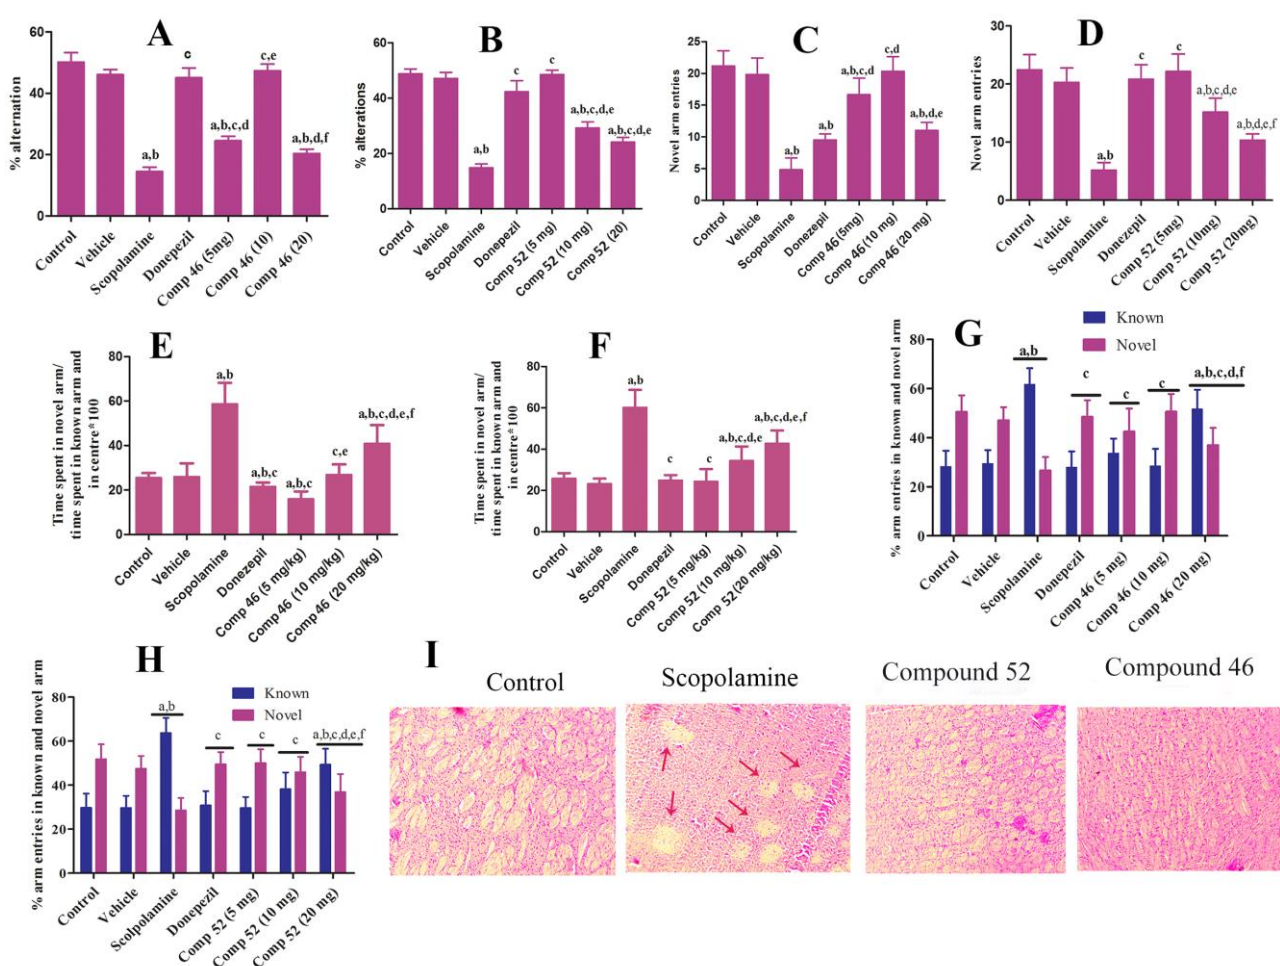 A
% alternation
60
40
20
0
c
c,e
a,b,c,d
a,b,d,f
a,b
Control
Vehicle
Scopolamine
Donepezil
Comp 46 (5mg)
Comp 46 (10)
Comp 46 (20)
B
% alterations
60
40
20
0
c
c
a,b,c,d,e
a,b,c,d,e
a,b
Control
Vehicle
Scopolamine
Donepezil
Comp 52 (5 mg)
Comp 52 (10 mg)
Comp 52 (20)
C
Novel arm entries
25
20
15
10
5
0
c,d
a,b,c,d
a,b,d,e
a,b
a,b
Control
Vehicle
Scopolamine
Donezepil
Comp 46 (5mg)
Comp 46 (10 mg)
Comp 46 (20 mg)
D
Novel arm entries
30
20
10
0
c
c
a,b,c,d,e
a,b,d,e,f
a,b
Control
Vehicle
Scopolamine
Donezepil
Comp 52 (5mg)
Comp 52 (10mg)
Comp 52 (20mg)
E
Time spent in novel arm/
time spent in known arm and
in centre*100
80
60
40
20
0
a,b
a,b,c
a,b,c
c,e
a,b,c,d,e,f
Control
Vehicle
Scopolamine
Donezepil
Comp 46 (5 mg/kg)
Comp 46 (10 mg/kg)
Comp 46 (20 mg/kg)
F
Time spent in novel arm/
time spent in known arm and
in centre*100
80
60
40
20
0
a,b
c
c
a,b,c,d,e
a,b,c,d,e,f
Control
Vehicle
Scopolamine
Donepezil
Comp 52 (5 mg/kg)
Comp 52 (10 mg/kg)
Comp 52 (20 mg/kg)
G
Known
Novel
% arm entries in known and novel arm
80
60
40
20
0
a,b
c
c
c
a,b,c,d,f
Control
Vehicle
Scopolamine
Donepezil
Comp 46 (5 mg)
Comp 46 (10 mg)
Comp 46 (20 mg)
H
Known
Novel
% arm entries in known and novel arm
80
60
40
20
0
a,b
c
c
c
a,b,c,d,e,f
Control
Vehicle
Scolpolamine
Donepezil
Comp 52 (5 mg)
Comp 52 (10 mg)
Comp 52 (20 mg)
I
Control
Scopolamine
Compound 52
Compound 46